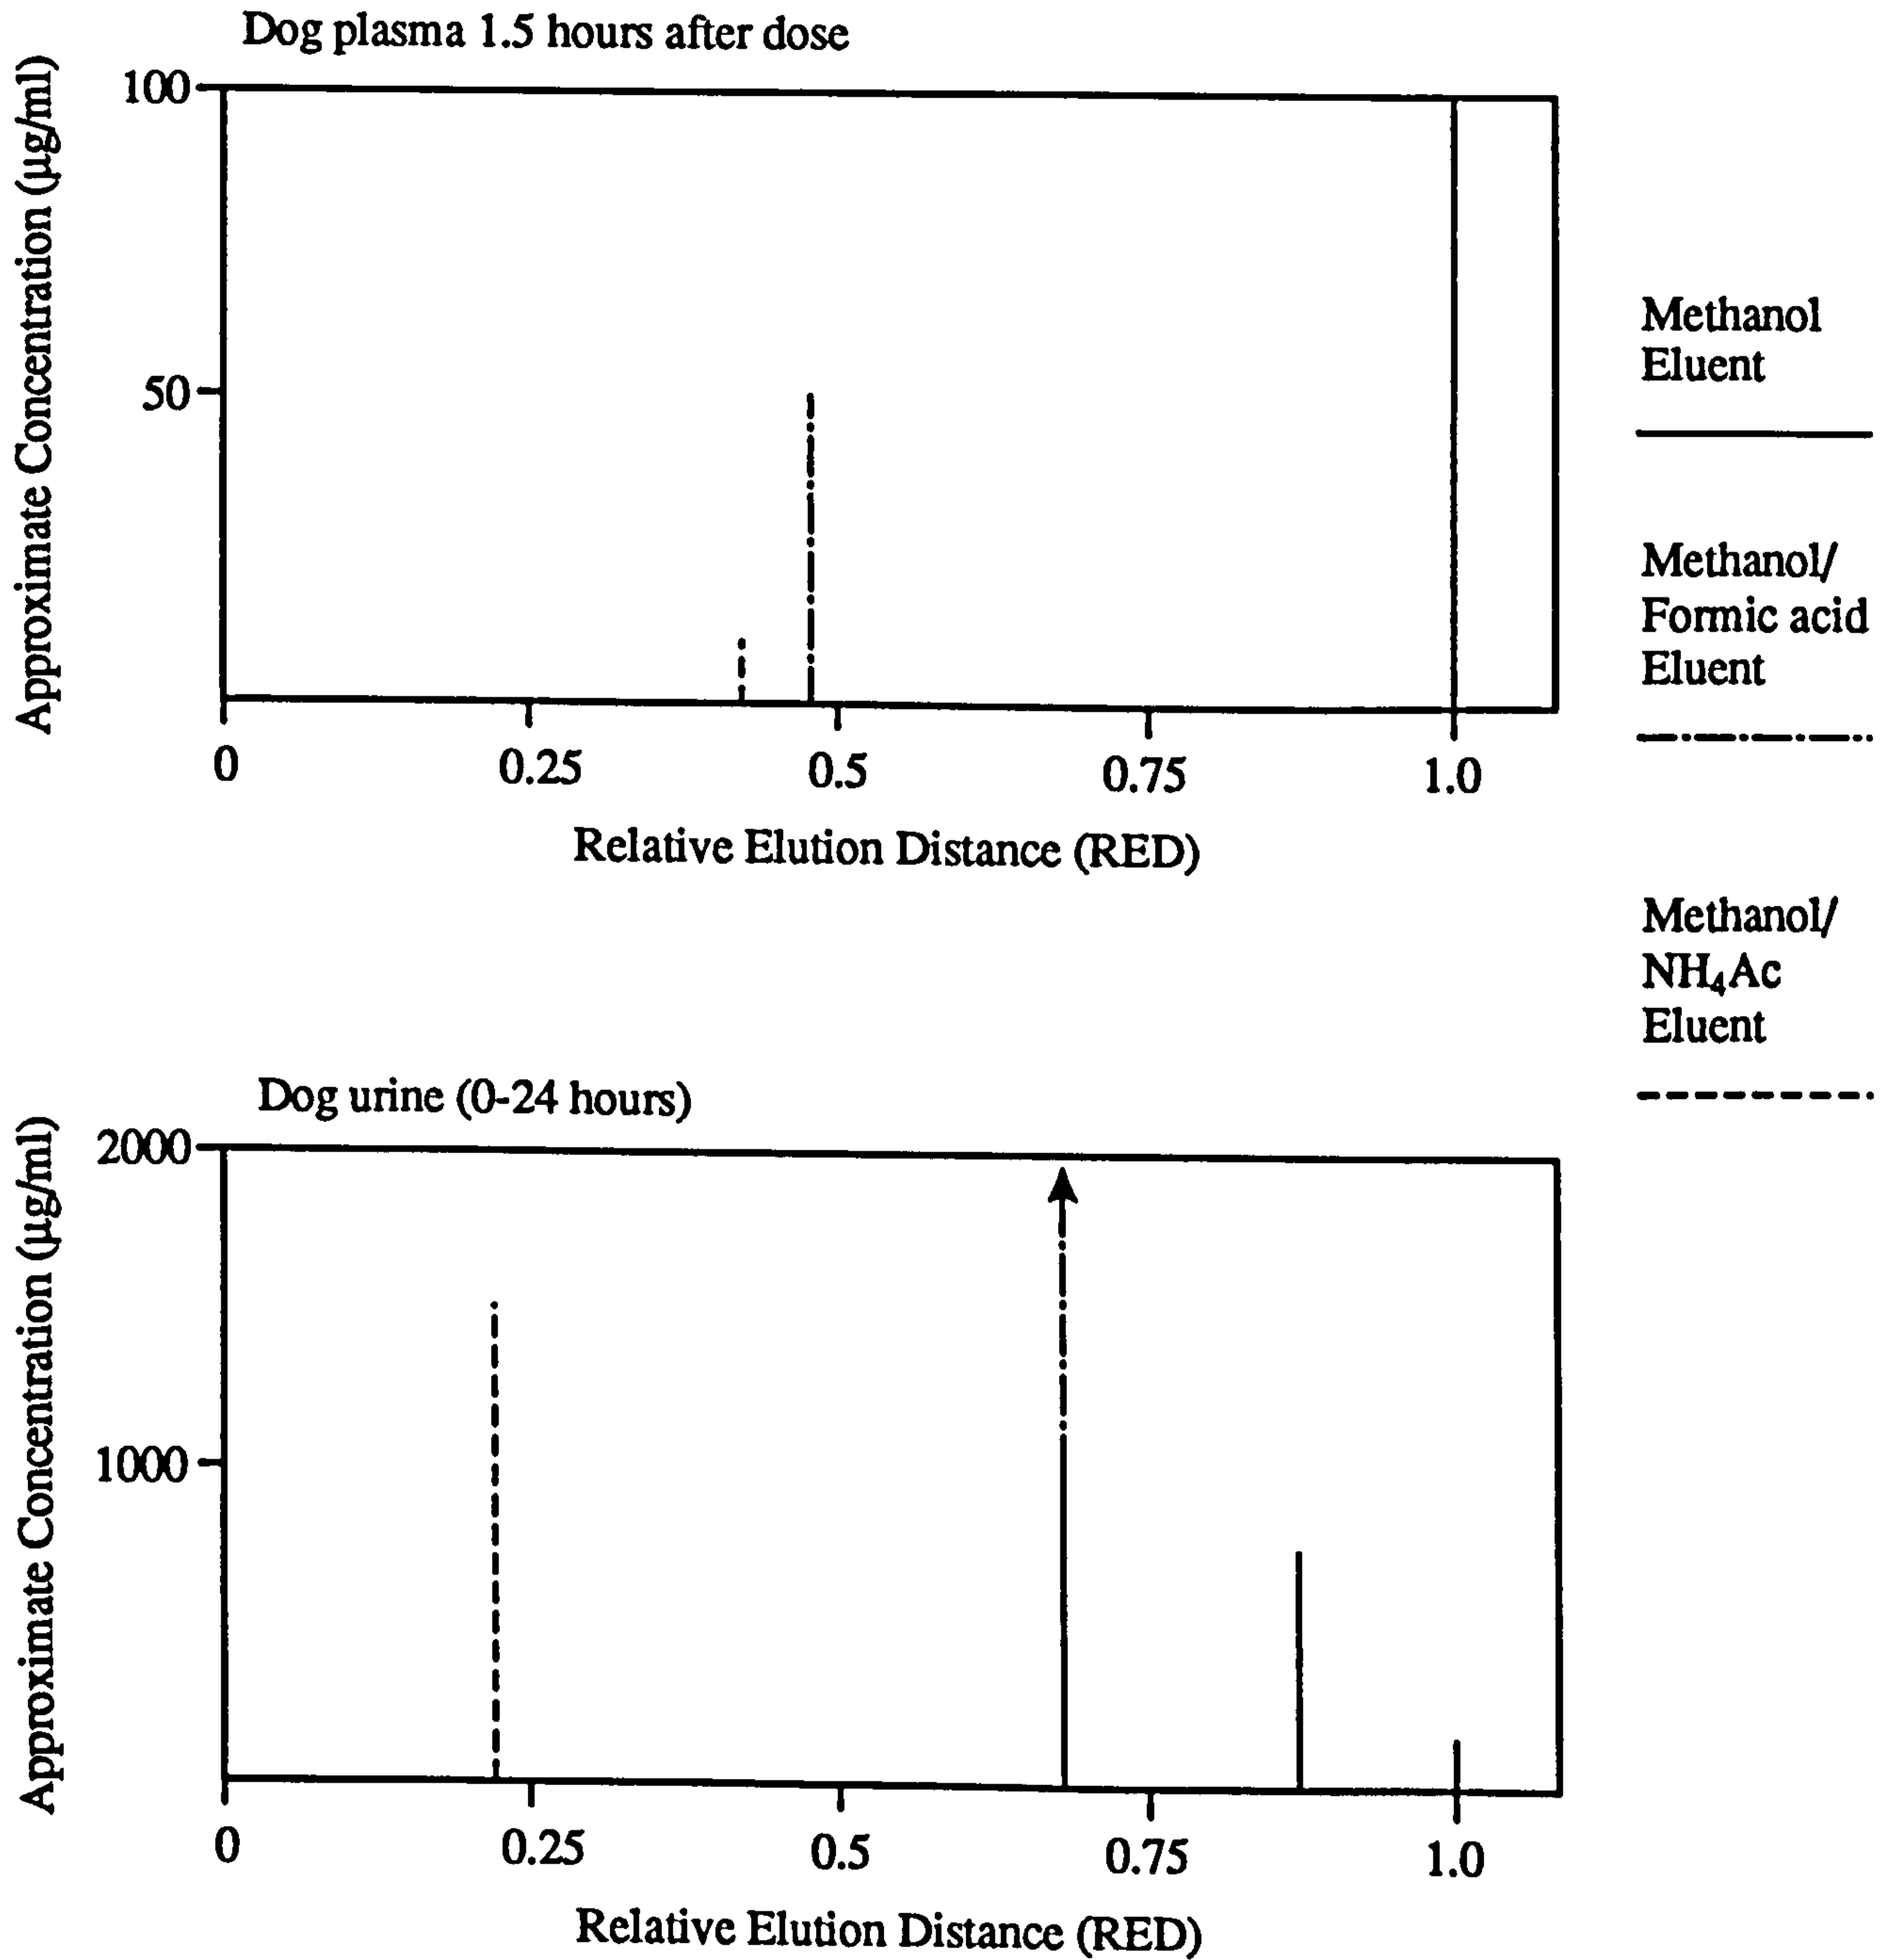 Dog plasma 1.5 hours after dose
Approximate Concentration (µg/ml)
100
50
0
0.25
0.5
0.75
1.0
Relative Elution Distance (RED)
Methanol
Eluent
Methanol/
Formic acid
Eluent
Methanol/
NH₄Ac
Eluent
Dog urine (0-24 hours)
Approximate Concentration (µg/ml)
2000
1000
0
0.25
0.5
0.75
1.0
Relative Elution Distance (RED)